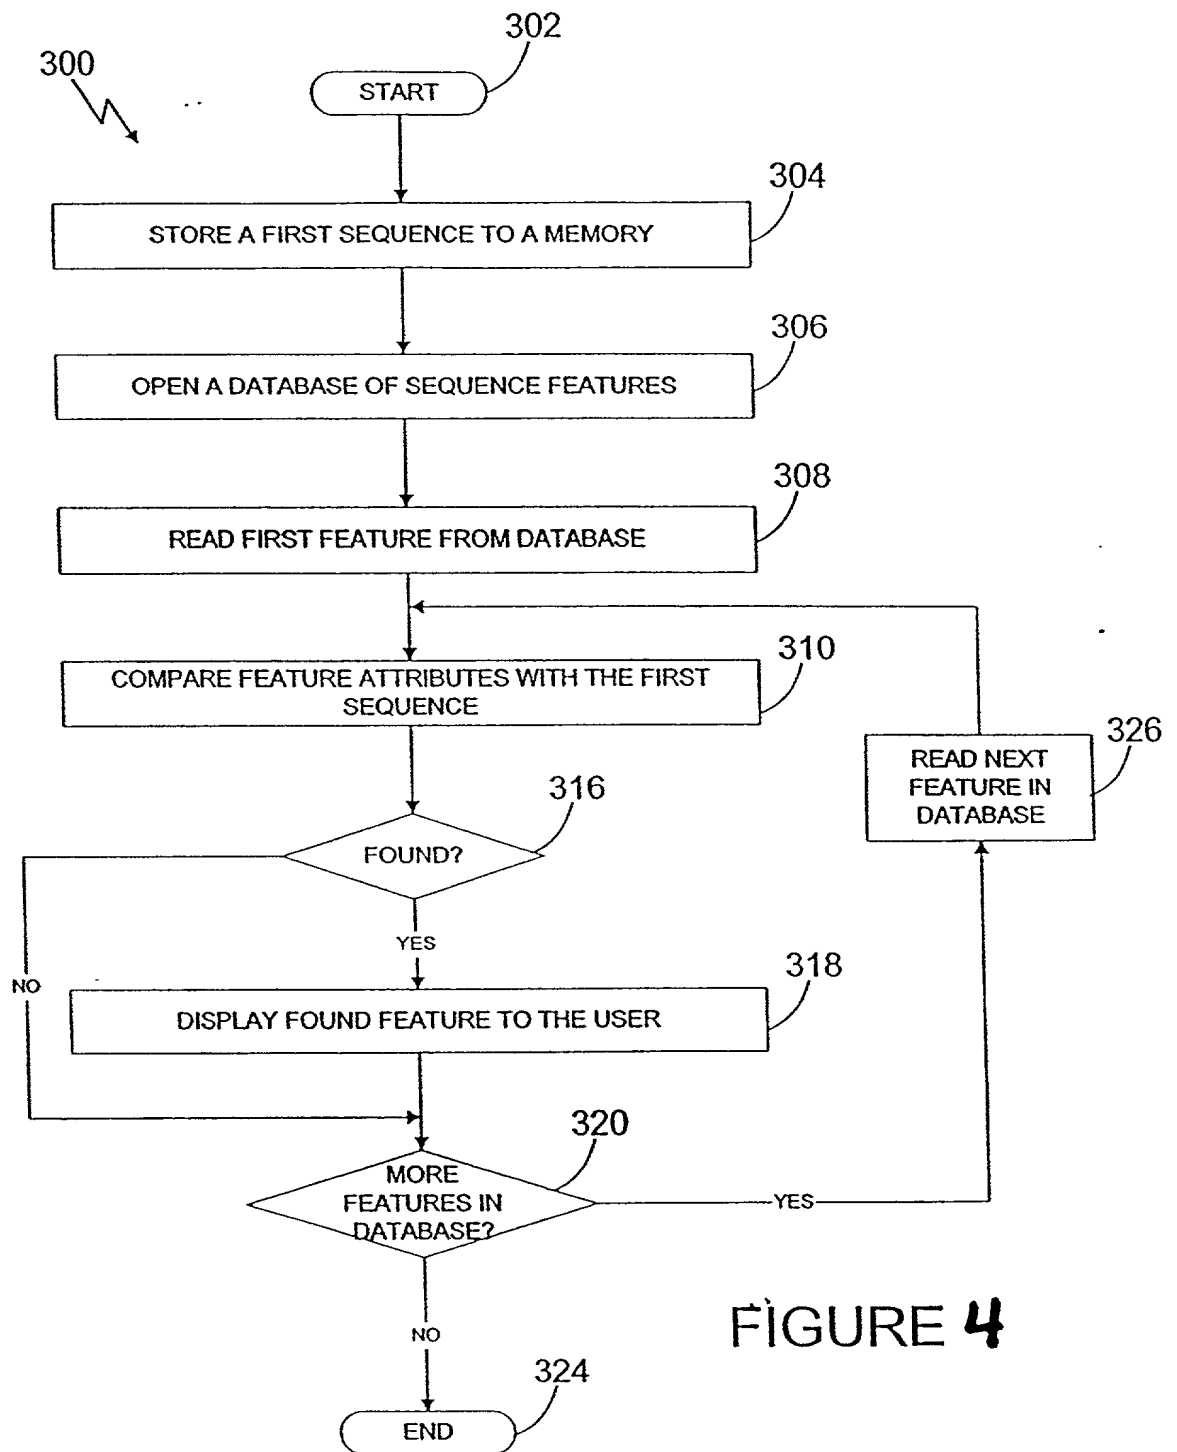 302
300
START
304
STORE A FIRST SEQUENCE TO A MEMORY
306
OPEN A DATABASE OF SEQUENCE FEATURES
308
READ FIRST FEATURE FROM DATABASE
310
COMPARE FEATURE ATTRIBUTES WITH THE FIRST
SEQUENCE
326
READ NEXT
FEATURE IN
DATABASE
316
FOUND?
YES
NO
318
DISPLAY FOUND FEATURE TO THE USER
320
MORE
FEATURES IN
DATABASE?
YES
NO
FIGURE 4
324
END